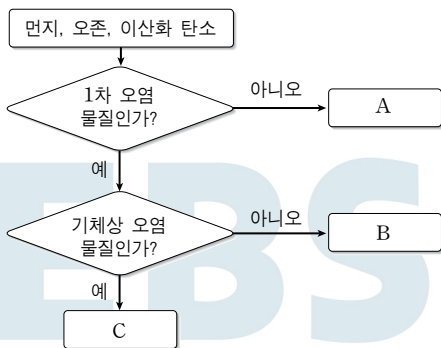 먼지, 오존, 이산화 탄소
1차 오염
물질인가?
아니오
A
예
기체상 오염
물질인가?
아니오
B
예
C
EBS